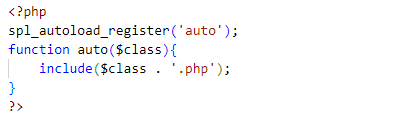 <?php
spl_autoload_register('auto');
function auto($class){
    include($class . '.php');
}
?>